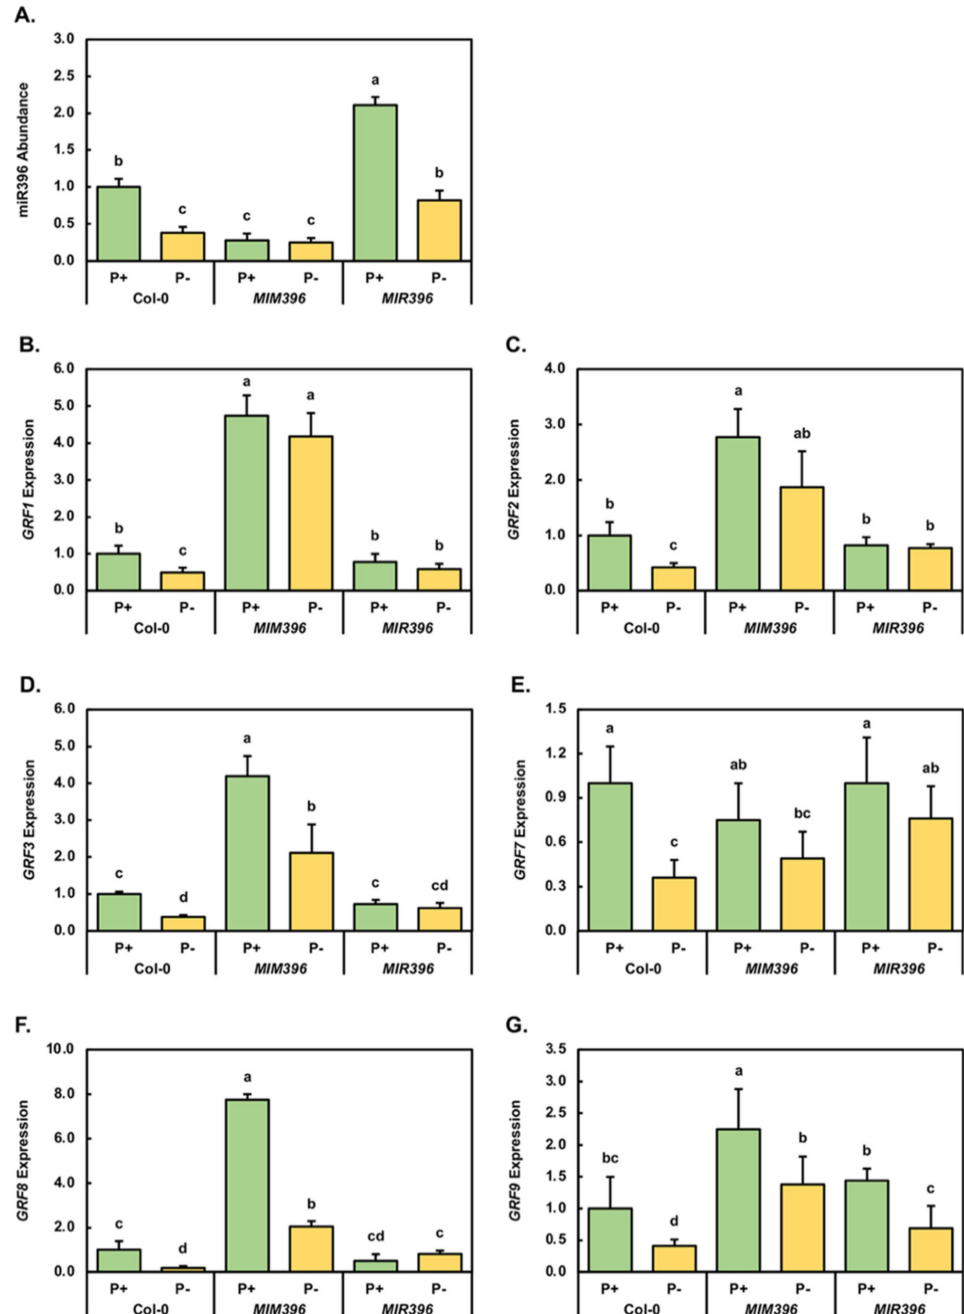 A.
3.0
2.5
2.0
1.5
1.0
0.5
0.0
miR396 Abundance
b
c
c
c
a
b
P+ P- P+ P- P+ P-
Col-0 MIM396 MIR396
B.
6.0
5.0
4.0
3.0
2.0
1.0
0.0
GRF1 Expression
b
c
a
a
b
b
P+ P- P+ P- P+ P-
Col-0 MIM396 MIR396
C.
4.0
3.0
2.0
1.0
0.0
GRF2 Expression
b
c
a
ab
b
b
P+ P- P+ P- P+ P-
Col-0 MIM396 MIR396
D.
6.0
5.0
4.0
3.0
2.0
1.0
0.0
GRF3 Expression
c
d
a
b
c
cd
P+ P- P+ P- P+ P-
Col-0 MIM396 MIR396
E.
1.5
1.2
0.9
0.6
0.3
0.0
GRF7 Expression
a
c
ab
bc
a
ab
P+ P- P+ P- P+ P-
Col-0 MIM396 MIR396
F.
10.0
8.0
6.0
4.0
2.0
0.0
GRF8 Expression
c
d
a
b
cd
c
P+ P- P+ P- P+ P-
Col-0 MIM396 MIR396
G.
3.5
3.0
2.5
2.0
1.5
1.0
0.5
0.0
GRF9 Expression
bc
d
a
b
b
c
P+ P- P+ P- P+ P-
Col-0 MIM396 MIR396